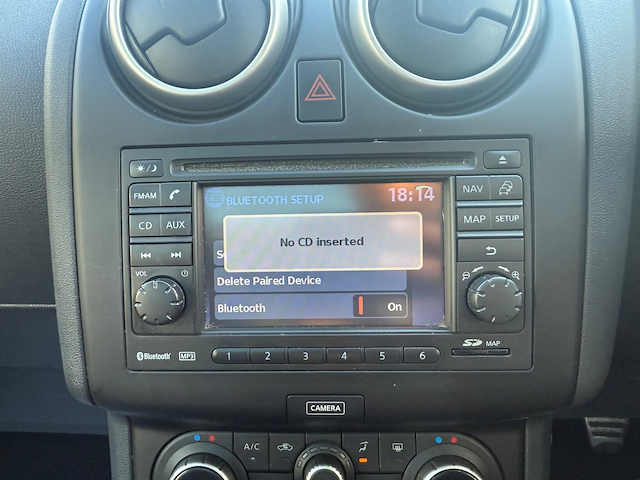 BLUETOOTH SETUP 18:14
No CD inserted
Delete Paired Device
Bluetooth On
FM·AM
CD AUX
VOL
NAV
MAP SETUP
Bluetooth MP3
1 2 3 4 5 6
SD MAP
CAMERA
A/C